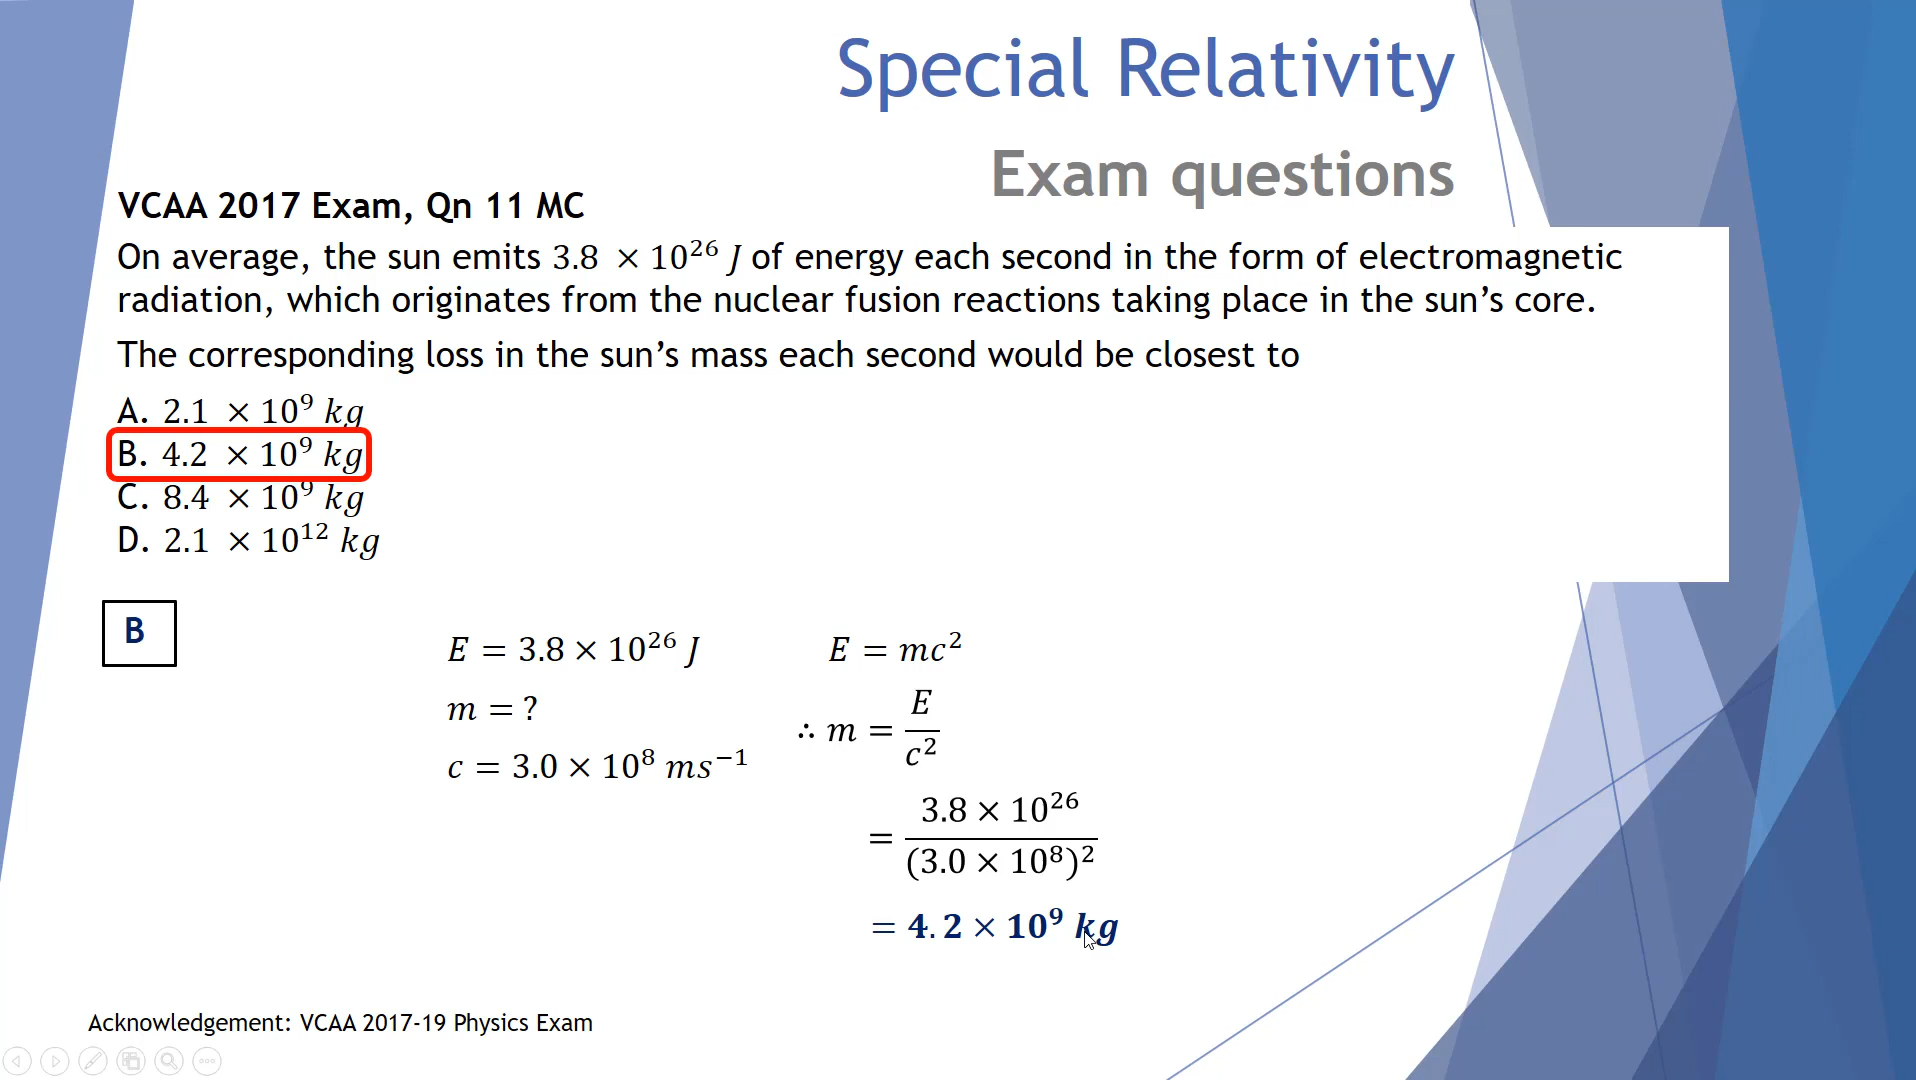 Special Relativity
Exam questions
VCAA 2017 Exam, Qn 11 MC
On average, the sun emits 3.8 × 10²⁶ J of energy each second in the form of electromagnetic
radiation, which originates from the nuclear fusion reactions taking place in the sun’s core.
The corresponding loss in the sun’s mass each second would be closest to
A. 2.1 × 10⁹ kg
B. 4.2 × 10⁹ kg
C. 8.4 × 10⁹ kg
D. 2.1 × 10¹² kg
B
E = 3.8 × 10²⁶ J
m = ?
c = 3.0 × 10⁸ ms⁻¹
E = mc²
∴ m = E/c²
= 3.8 × 10²⁶/(3.0 × 10⁸)²
= 4.2 × 10⁹ kg
Acknowledgement: VCAA 2017-19 Physics Exam